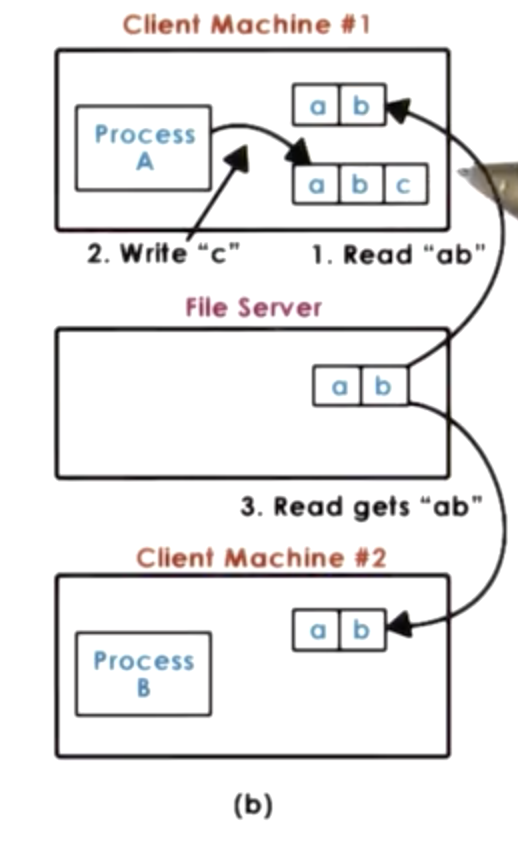 Client Machine #1
a b
Process
A
a b c
2. Write “c”
1. Read “ab”
File Server
a b
3. Read gets “ab”
Client Machine #2
a b
Process
B
(b)